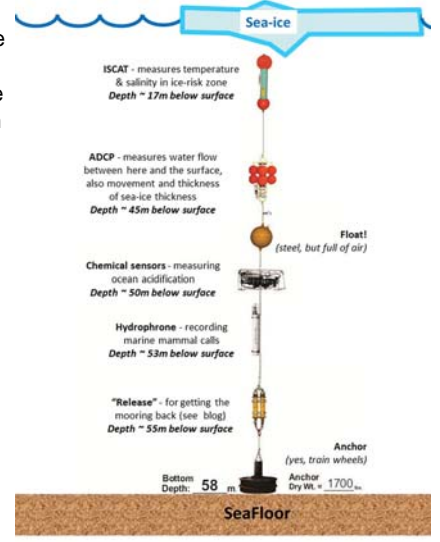 Sea-ice
ISCAT - measures temperature
& salinity in ice-risk zone
Depth ~ 17m below surface
ADCP - measures water flow
between here and the surface,
also movement and thickness
of sea-ice thickness
Depth ~ 45m below surface
Float!
(steel, but full of air)
Chemical sensors - measuring
ocean acidification
Depth ~ 50m below surface
Hydrophrone - recording
marine mammal calls
Depth ~ 53m below surface
"Release" - for getting the
mooring back (see blog)
Depth ~ 55m below surface
Anchor
(yes, train wheels)
Bottom
Depth: 58 m
Anchor
Dry Wt. = 1700
SeaFloor